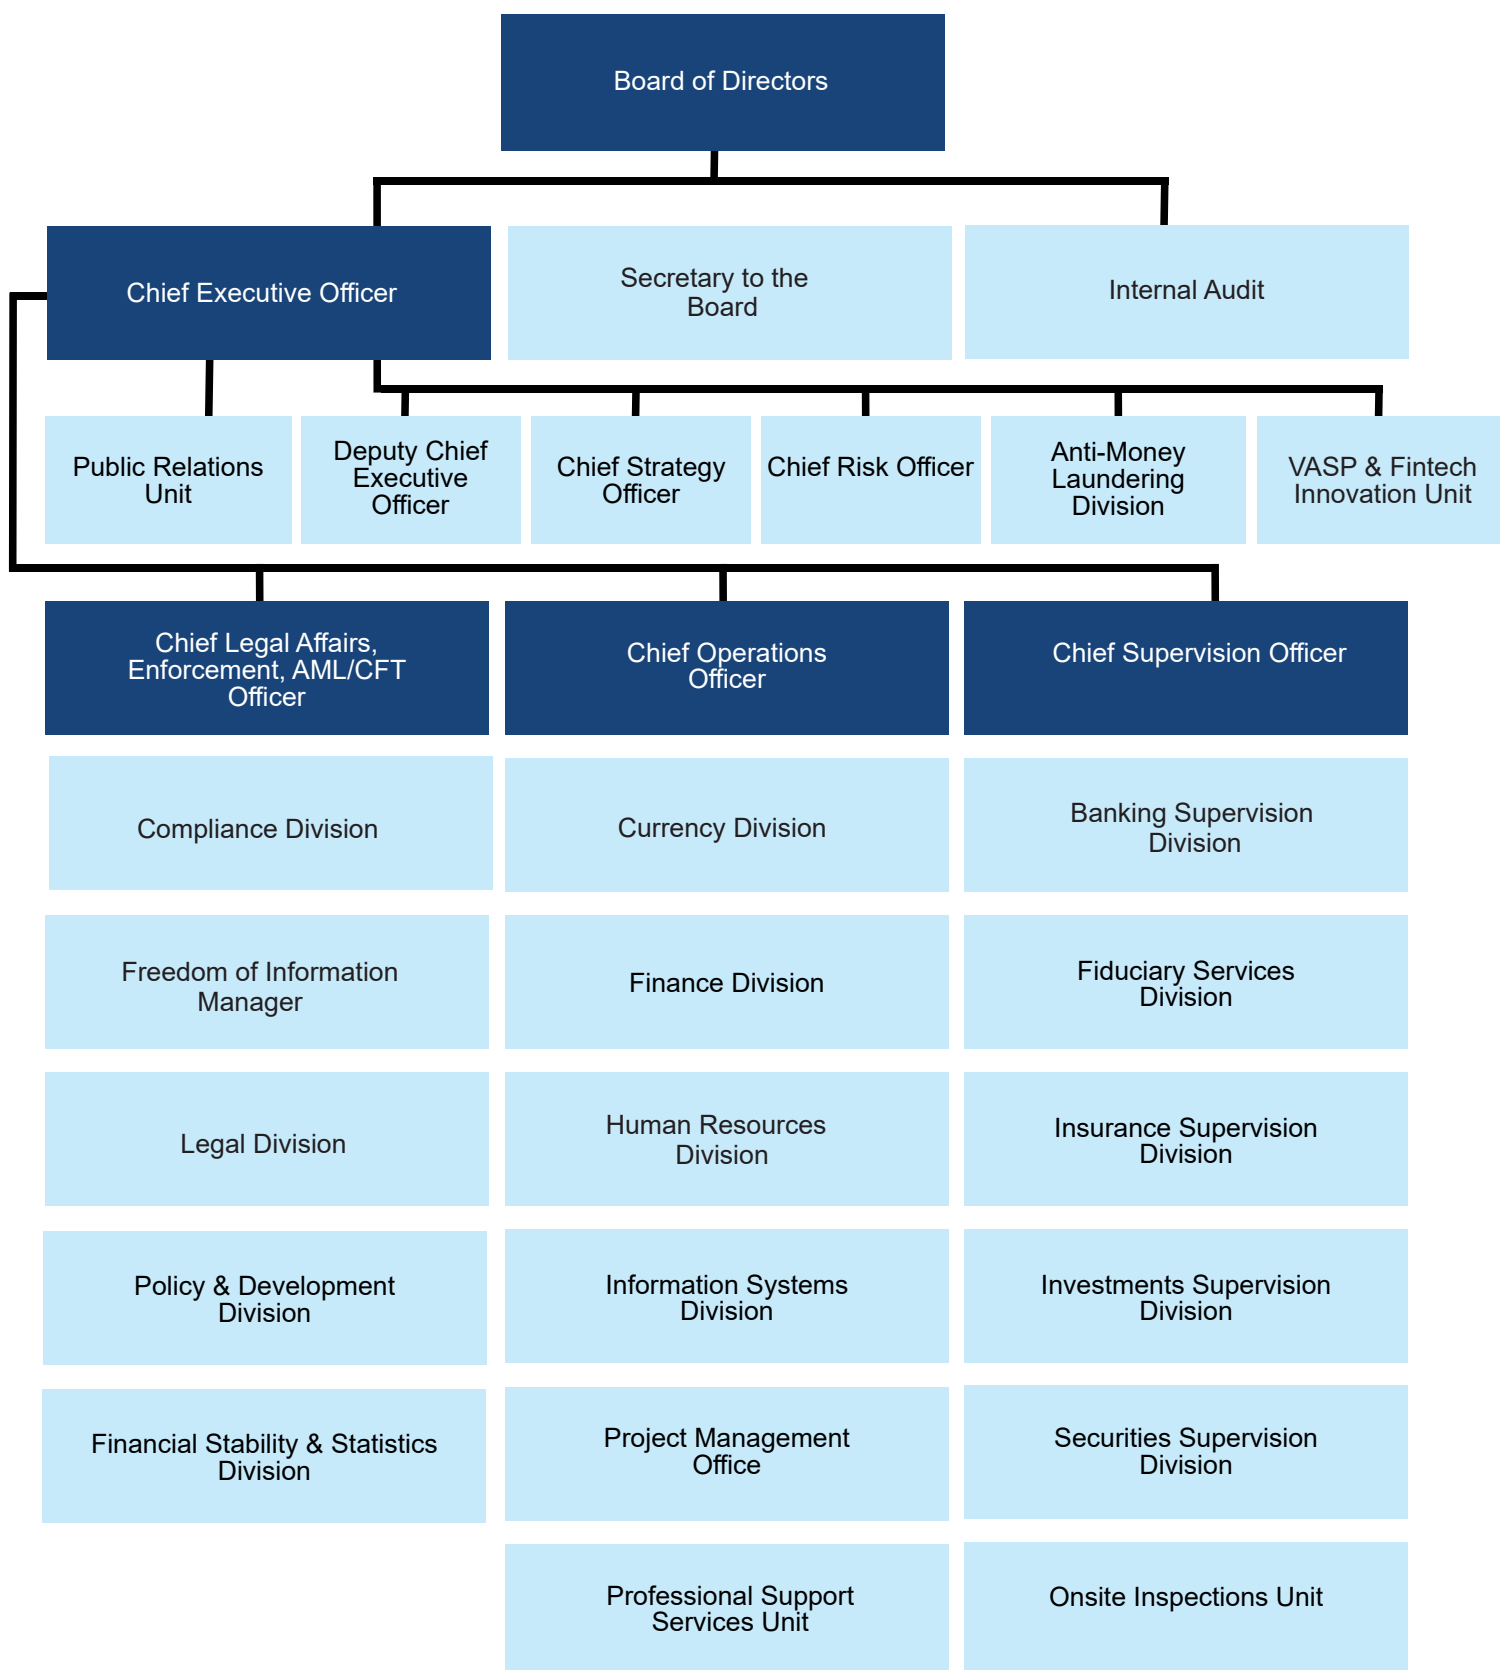 Board of Directors
Chief Executive Officer
Secretary to the
Board
Internal Audit
Public Relations
Unit
Deputy Chief
Executive
Officer
Chief Strategy
Officer
Chief Risk Officer
Anti-Money
Laundering
Division
VASP & Fintech
Innovation Unit
Chief Legal Affairs,
Enforcement, AML/CFT
Officer
Chief Operations
Officer
Chief Supervision Officer
Compliance Division
Currency Division
Banking Supervision
Division
Freedom of Information
Manager
Finance Division
Fiduciary Services
Division
Legal Division
Human Resources
Division
Insurance Supervision
Division
Policy & Development
Division
Information Systems
Division
Investments Supervision
Division
Financial Stability & Statistics
Division
Project Management
Office
Securities Supervision
Division
Professional Support
Services Unit
Onsite Inspections Unit